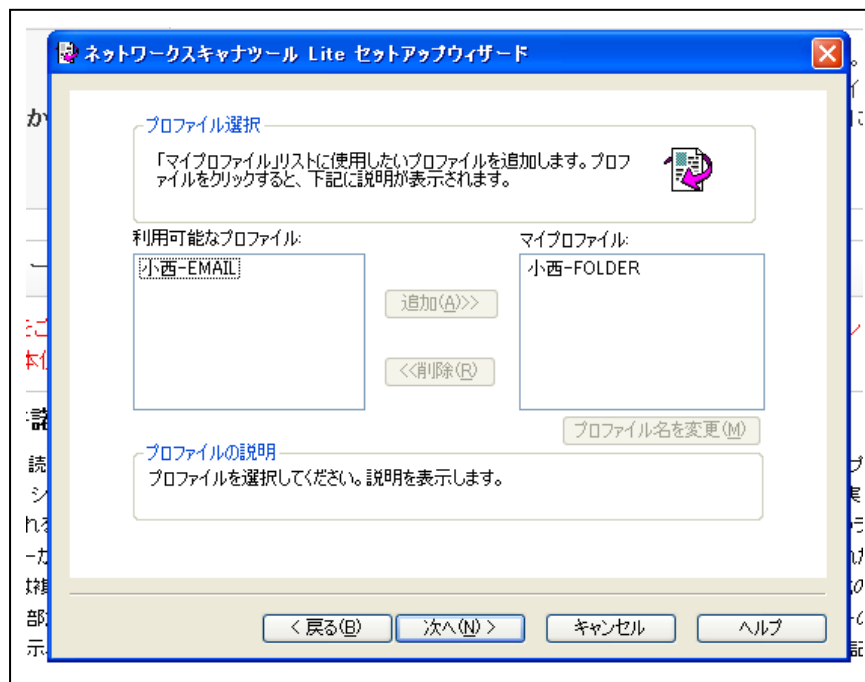 ネットワークスキャナツール Lite セットアップウィザード
プロファイル選択
「マイプロファイル」リストに使用したいプロファイルを追加します。プロフ
ァイルをクリックすると、下記に説明が表示されます。
利用可能なプロファイル:
マイプロファイル:
小西-EMAIL
小西-FOLDER
追加(A)>>
<<削除(R)
プロファイル名を変更(M)
プロファイルの説明
プロファイルを選択してください。説明を表示します。
< 戻る(B)
次へ(N) >
キャンセル
ヘルプ